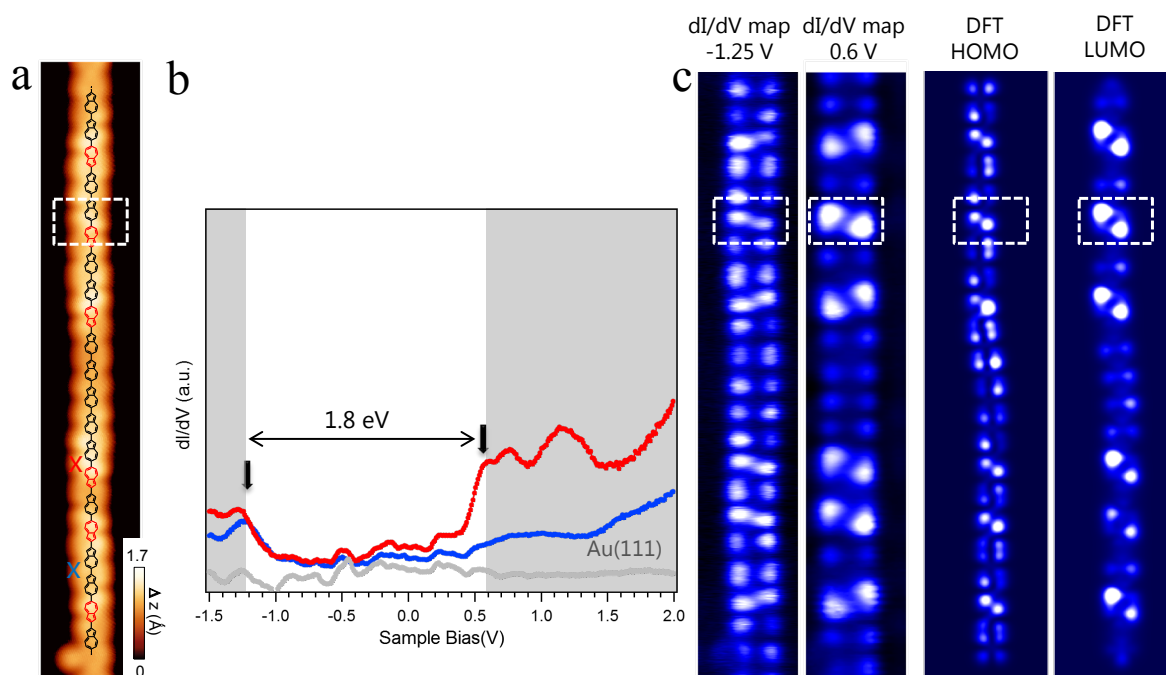 a
X
X
1.7
Δ z (Å)
0
b
dI/dV (a.u.)
1.8 eV
Au(111)
-1.5 -1.0 -0.5 0.0 0.5 1.0 1.5 2.0
Sample Bias(V)
c
dI/dV map
-1.25 V
dI/dV map
0.6 V
DFT
HOMO
DFT
LUMO